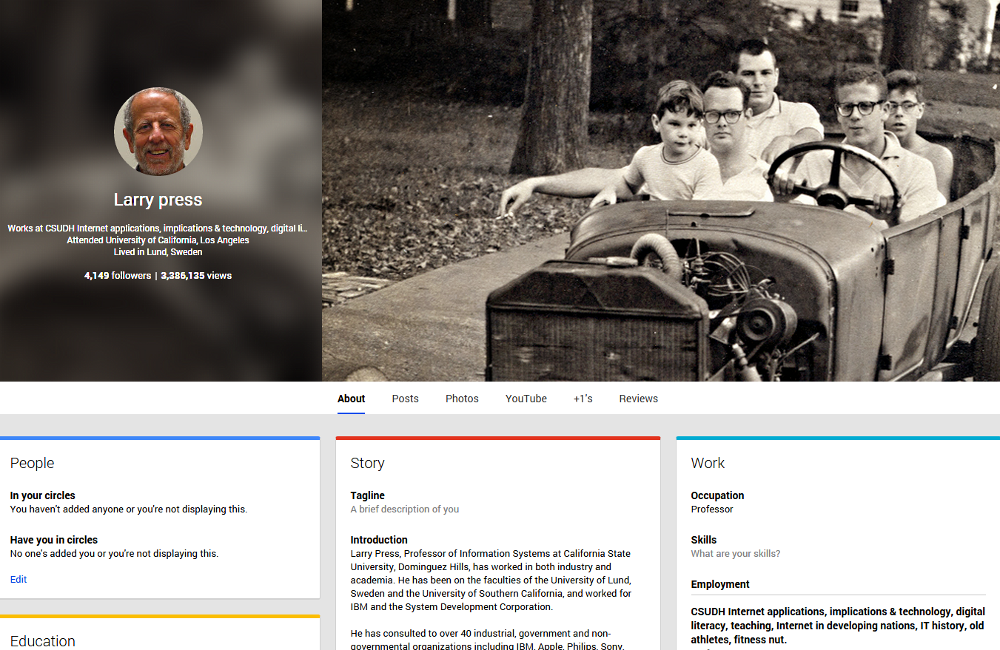 Larry press
Works at CSUDH Internet applications, implications & technology, digital li...
Attended University of California, Los Angeles
Lived in Lund, Sweden
4,149 followers | 3,386,135 views
About Posts Photos YouTube +1's Reviews
People
In your circles
You haven't added anyone or you're not displaying this.
Have you in circles
No one's added you or you're not displaying this.
Edit
Education
Story
Tagline
A brief description of you
Introduction
Larry Press, Professor of Information Systems at California State
University, Dominguez Hills, has worked in both industry and
academia. He has been on the faculties of the University of Lund,
Sweden and the University of Southern California, and worked for
IBM and the System Development Corporation.
He has consulted to over 40 industrial, government and non-
governmental organizations including IBM, Apple, Philips, Sony,
Work
Occupation
Professor
Skills
What are your skills?
Employment
CSUDH Internet applications, implications & technology, digital
literacy, teaching, Internet in developing nations, IT history, old
athletes, fitness nut.